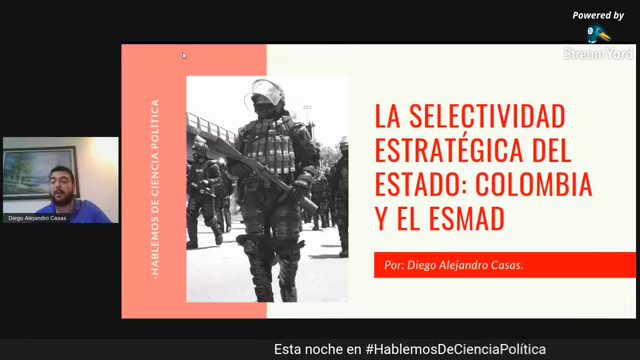 Powered by
StreamYard
-HABLEMOS DE CIENCIA POLÍTICA
LA SELECTIVIDAD
ESTRATÉGICA DEL
ESTADO: COLOMBIA
Y EL ESMAD
Por: Diego Alejandro Casas.
Diego Alejandro Casas
Esta noche en #HablemosDeCienciaPolítica